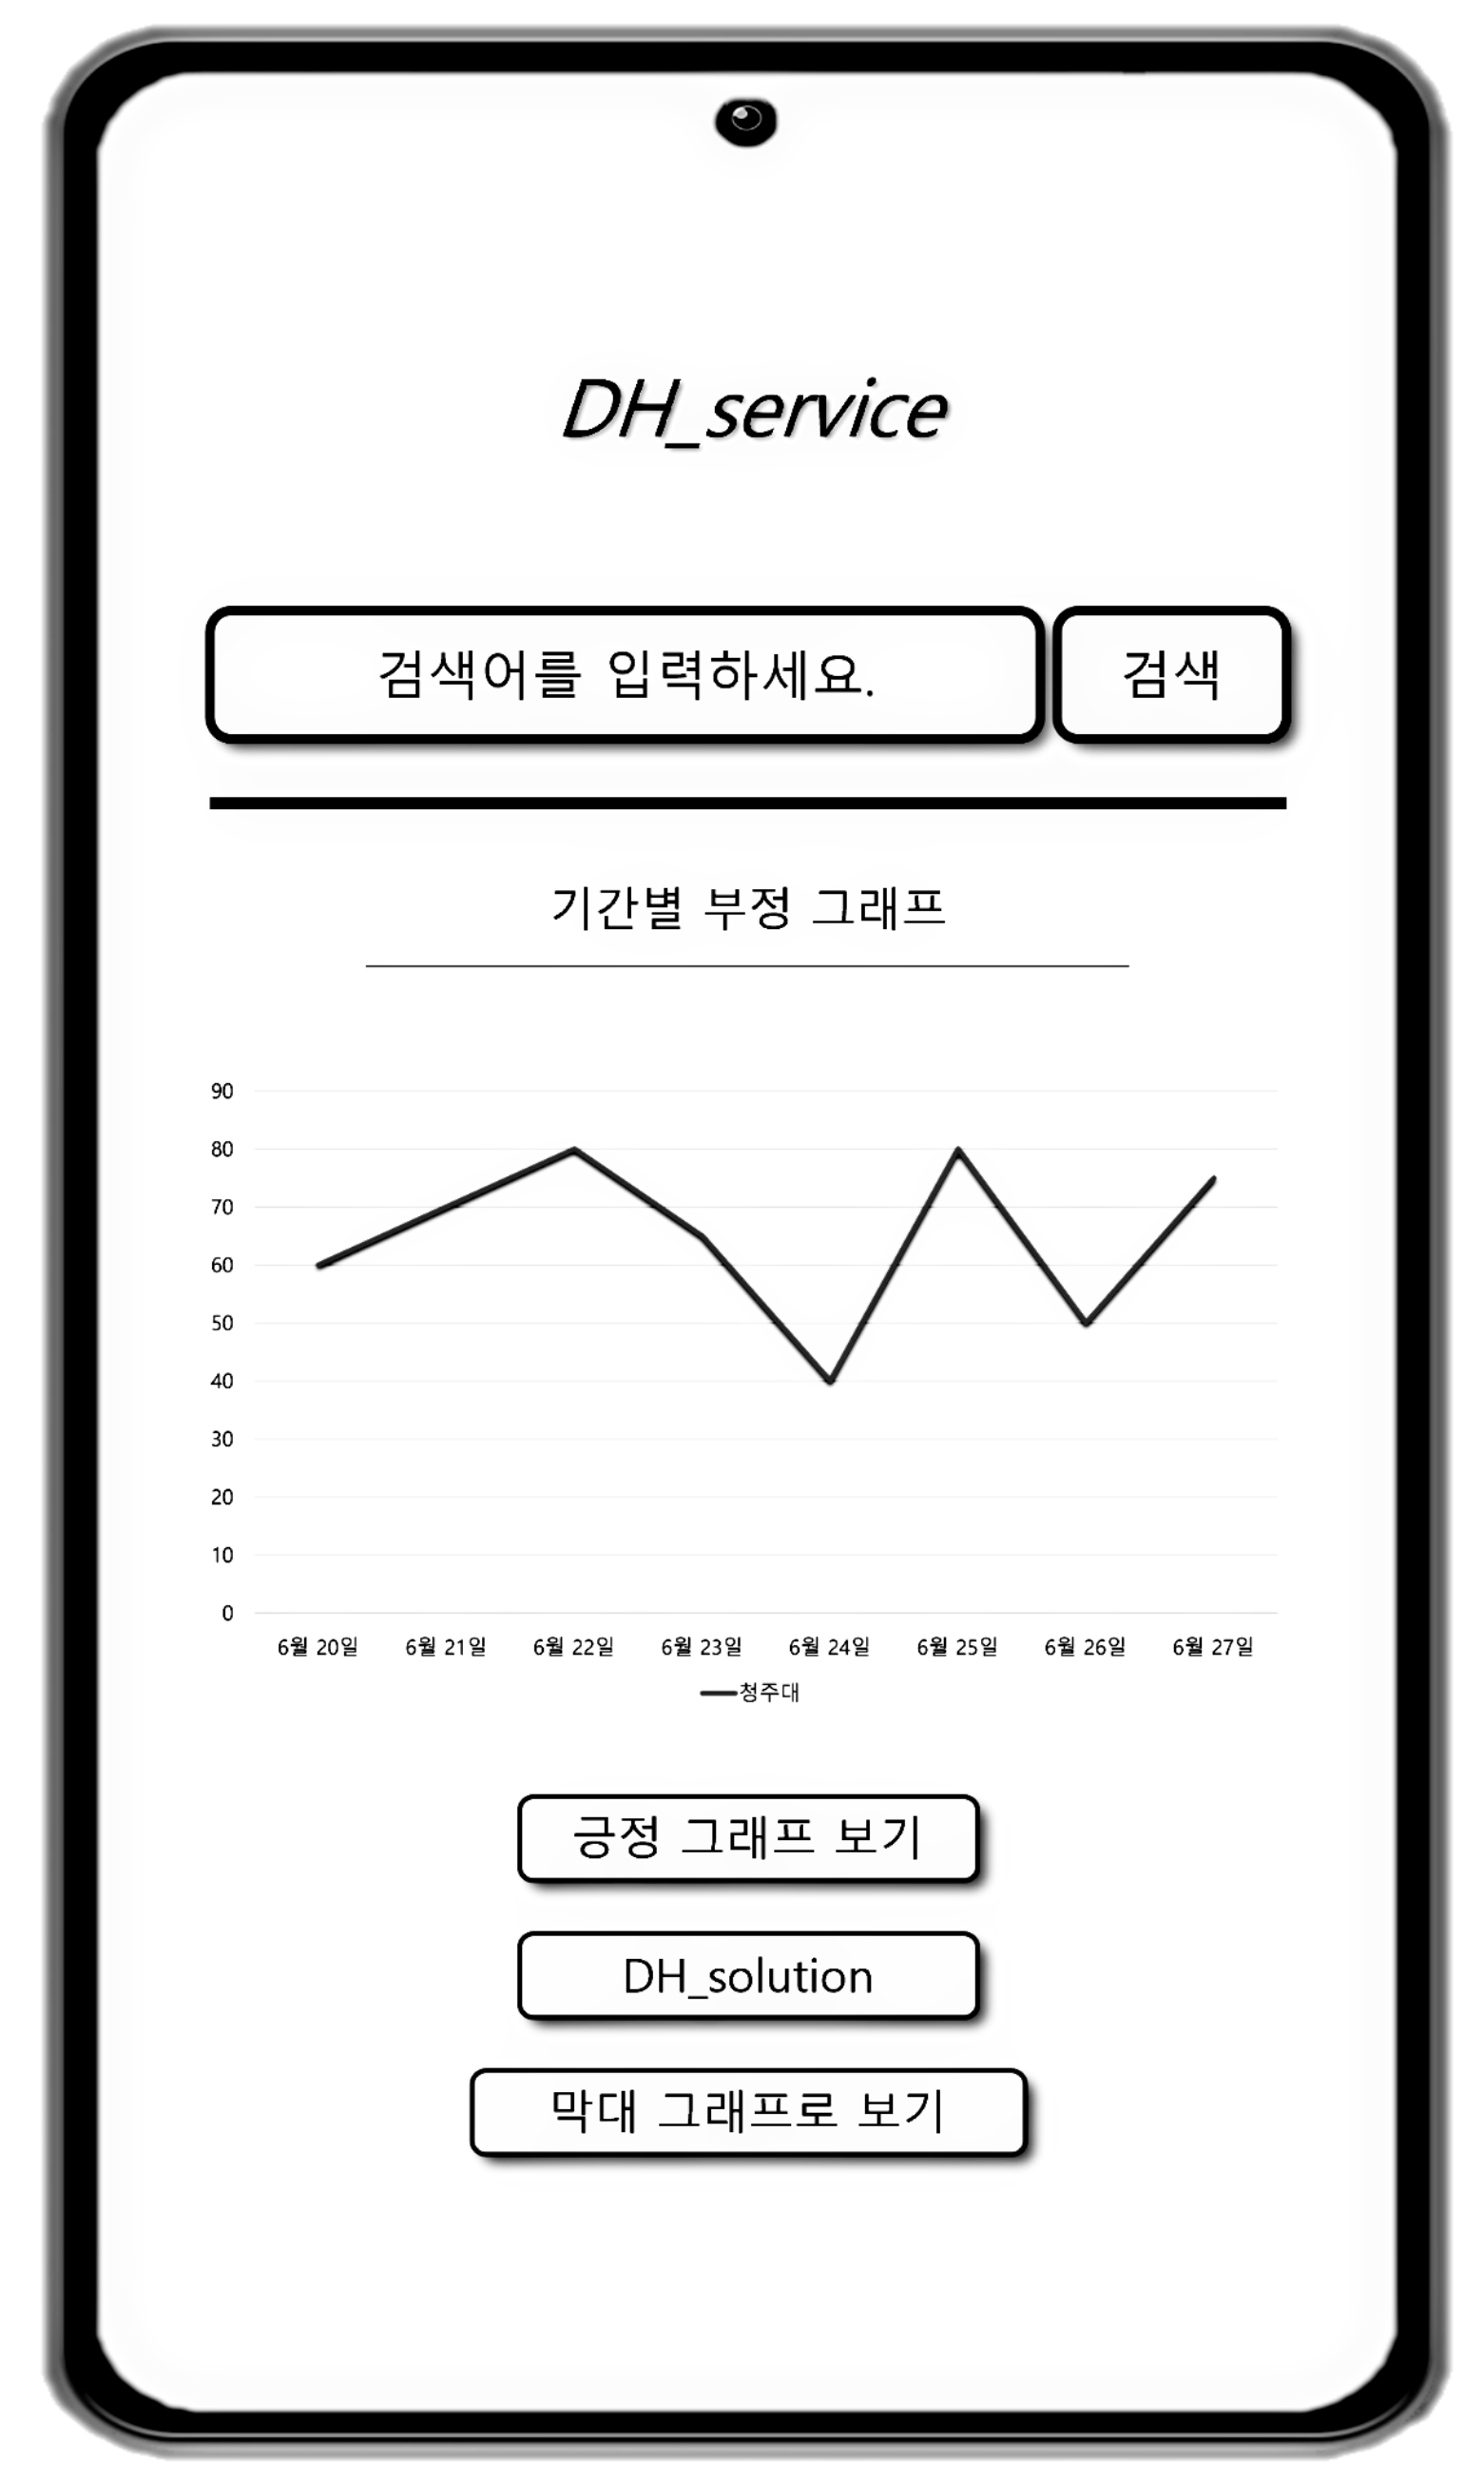 DH_service
검색어를 입력하세요. 검색
기간별 부정 그래프
90
80
70
60
50
40
30
20
10
0
6월 20일 6월 21일 6월 22일 6월 23일 6월 24일 6월 25일 6월 26일 6월 27일
청주대
긍정 그래프 보기
DH_solution
막대 그래프로 보기